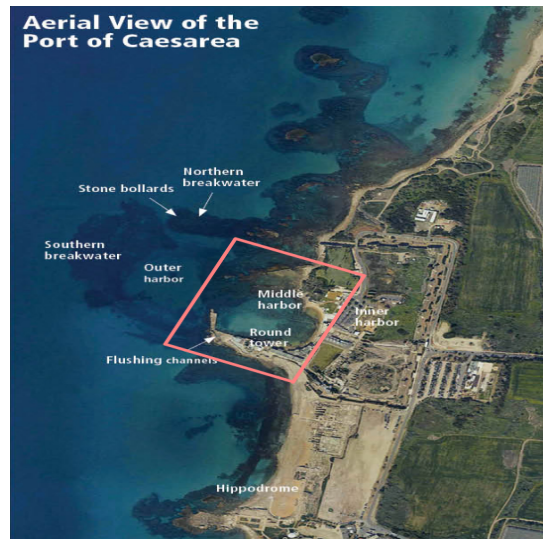 Aerial View of the
Port of Caesarea
Northern
breakwater
Stone bollards
Southern
breakwater
Outer
harbor
Middle
harbor
Inner
harbor
Round
tower
Flushing channels
Hippodrome